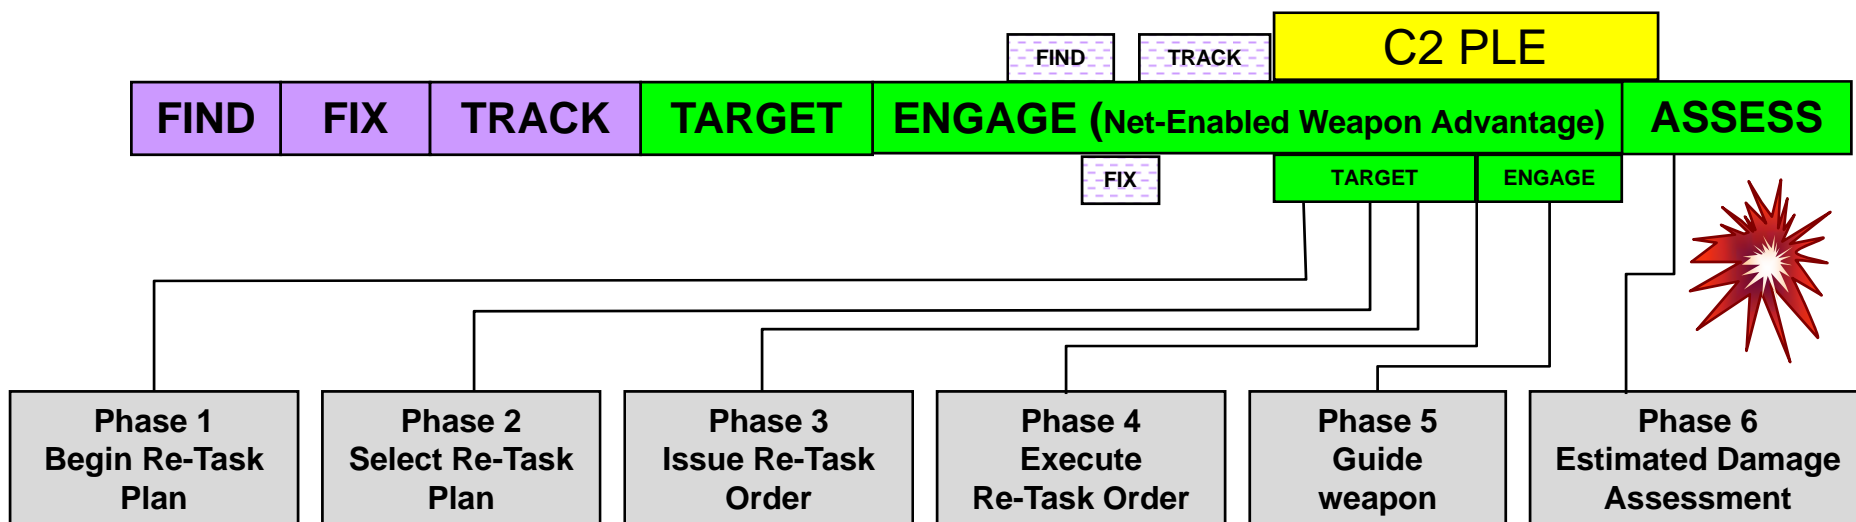 C2 PLE
FIND
TRACK
FIND
FIX
TRACK
TARGET
ENGAGE (Net-Enabled Weapon Advantage)
ASSESS
FIX
TARGET
ENGAGE
Phase 1
Begin Re-Task
Plan
Phase 2
Select Re-Task
Plan
Phase 3
Issue Re-Task
Order
Phase 4
Execute
Re-Task Order
Phase 5
Guide
weapon
Phase 6
Estimated Damage
Assessment